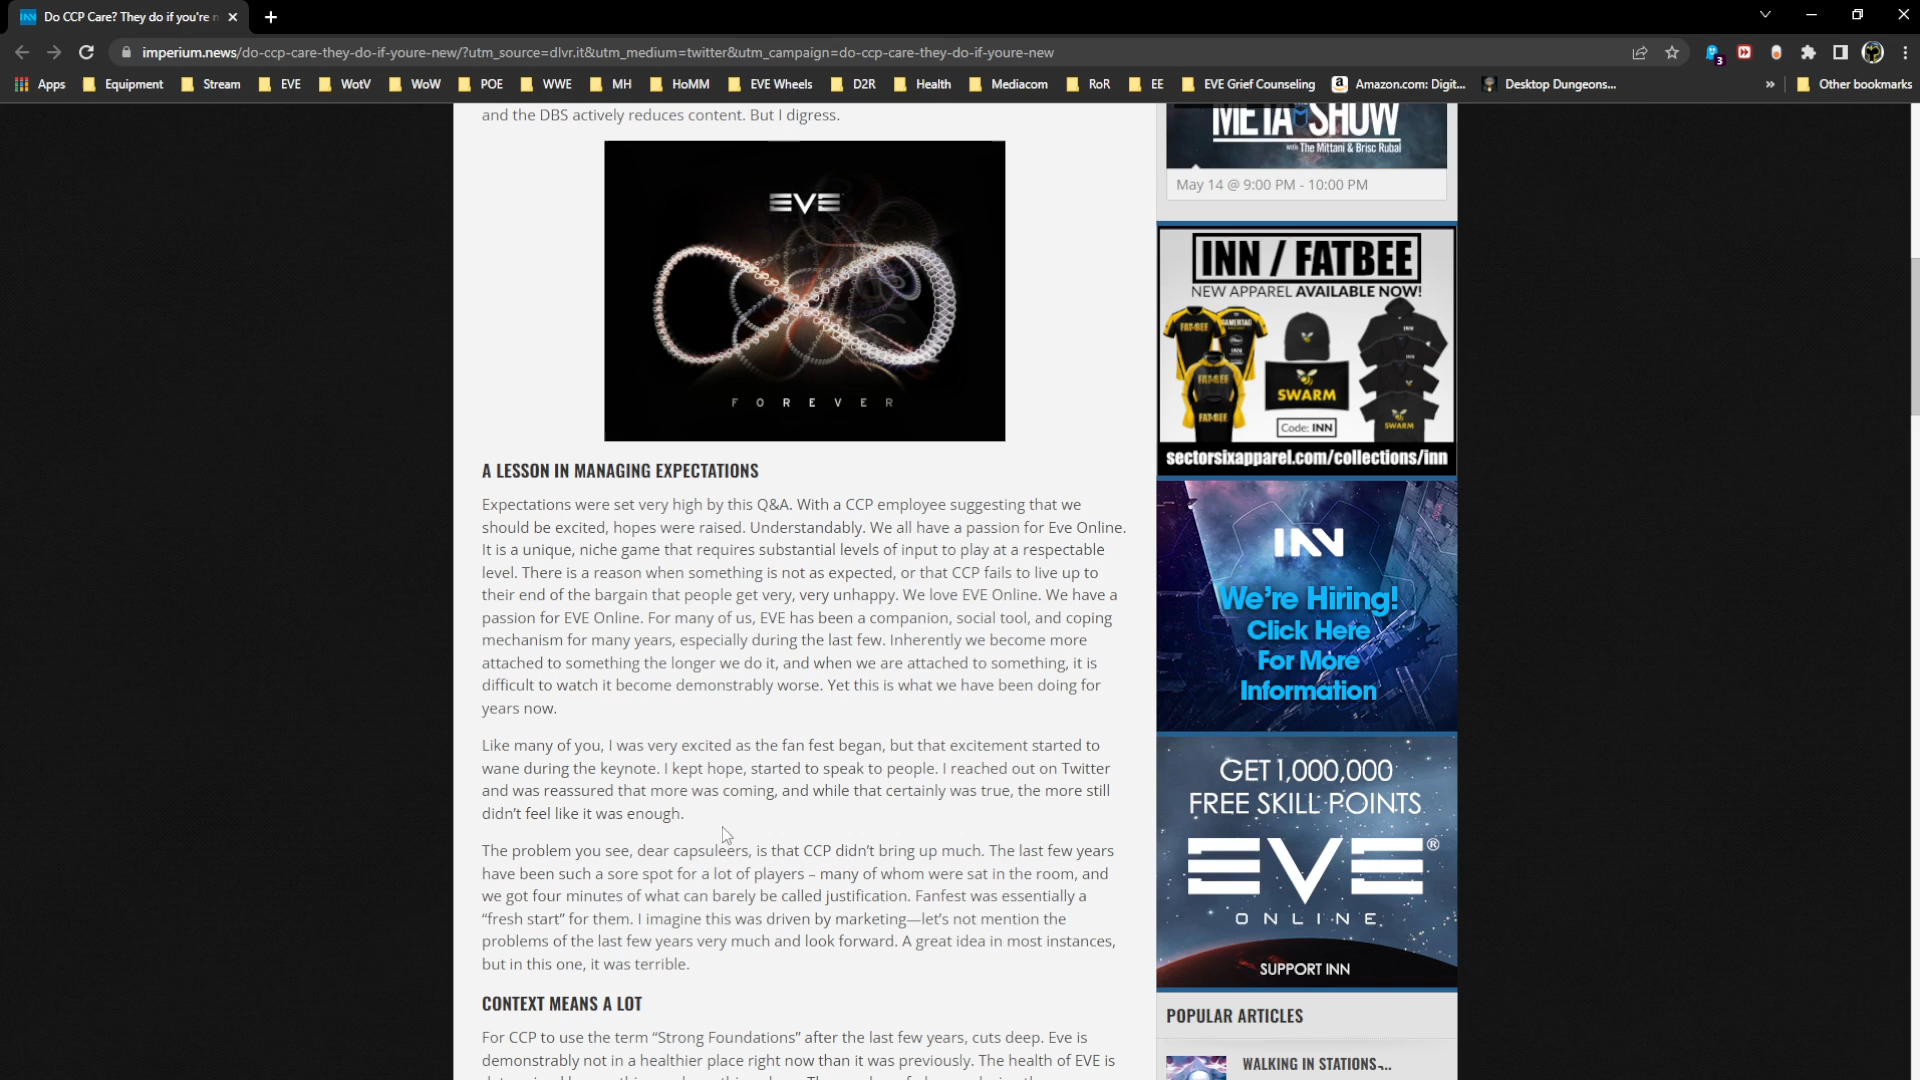 Do CCP Care? They do if you're n
imperium.news/do-ccp-care-they-do-if-youre-new/?utm_source=dlvr.it&utm_medium=twitter&utm_campaign=do-ccp-care-they-do-if-youre-new
3
Apps Equipment Stream EVE WotV WoW POE WWE MH HoMM EVE Wheels D2R Health Mediacom RoR EE EVE Grief Counseling Amazon.com: Digit... Desktop Dungeons... » Other bookmarks
and the DBS actively reduces content. But I digress.
EVE
FOREVER
A LESSON IN MANAGING EXPECTATIONS
Expectations were set very high by this Q&A. With a CCP employee suggesting that we
should be excited, hopes were raised. Understandably. We all have a passion for Eve Online.
It is a unique, niche game that requires substantial levels of input to play at a respectable
level. There is a reason when something is not as expected, or that CCP fails to live up to
their end of the bargain that people get very, very unhappy. We love EVE Online. We have a
passion for EVE Online. For many of us, EVE has been a companion, social tool, and coping
mechanism for many years, especially during the last few. Inherently we become more
attached to something the longer we do it, and when we are attached to something, it is
difficult to watch it become demonstrably worse. Yet this is what we have been doing for
years now.
Like many of you, I was very excited as the fan fest began, but that excitement started to
wane during the keynote. I kept hope, started to speak to people. I reached out on Twitter
and was reassured that more was coming, and while that certainly was true, the more still
didn’t feel like it was enough.
The problem you see, dear capsuleers, is that CCP didn’t bring up much. The last few years
have been such a sore spot for a lot of players – many of whom were sat in the room, and
we got four minutes of what can barely be called justification. Fanfest was essentially a
“fresh start” for them. I imagine this was driven by marketing—let’s not mention the
problems of the last few years very much and look forward. A great idea in most instances,
but in this one, it was terrible.
CONTEXT MEANS A LOT
For CCP to use the term “Strong Foundations” after the last few years, cuts deep. Eve is
demonstrably not in a healthier place right now than it was previously. The health of EVE is
META SHOW
with The Mittani & Brisc Rubal
May 14 @ 9:00 PM - 10:00 PM
INN / FATBEE
NEW APPAREL AVAILABLE NOW!
FAT-BEE
GAMERTAG
INN
INN
FAT-BEE
SWARM
FAT-BEE
SWARM
Code: INN
sectorsixapparel.com/collections/inn
INN
We're Hiring!
Click Here
For More
Information
GET 1,000,000
FREE SKILL POINTS
EVE®
ONLINE
SUPPORT INN
POPULAR ARTICLES
WALKING IN STATIONS-...